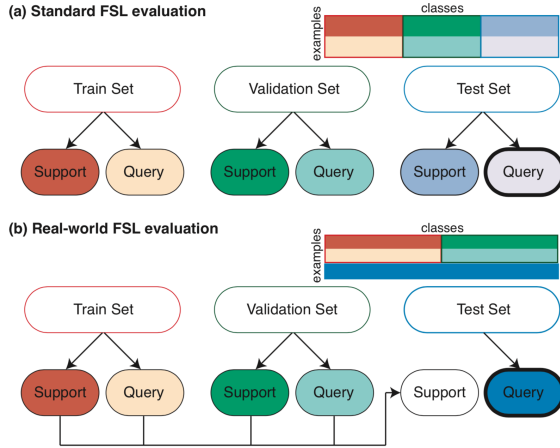 (a) Standard FSL evaluation
classes
examples
Train Set
Validation Set
Test Set
Support
Query
Support
Query
Support
Query
(b) Real-world FSL evaluation
classes
examples
Train Set
Validation Set
Test Set
Support
Query
Support
Query
Support
Query